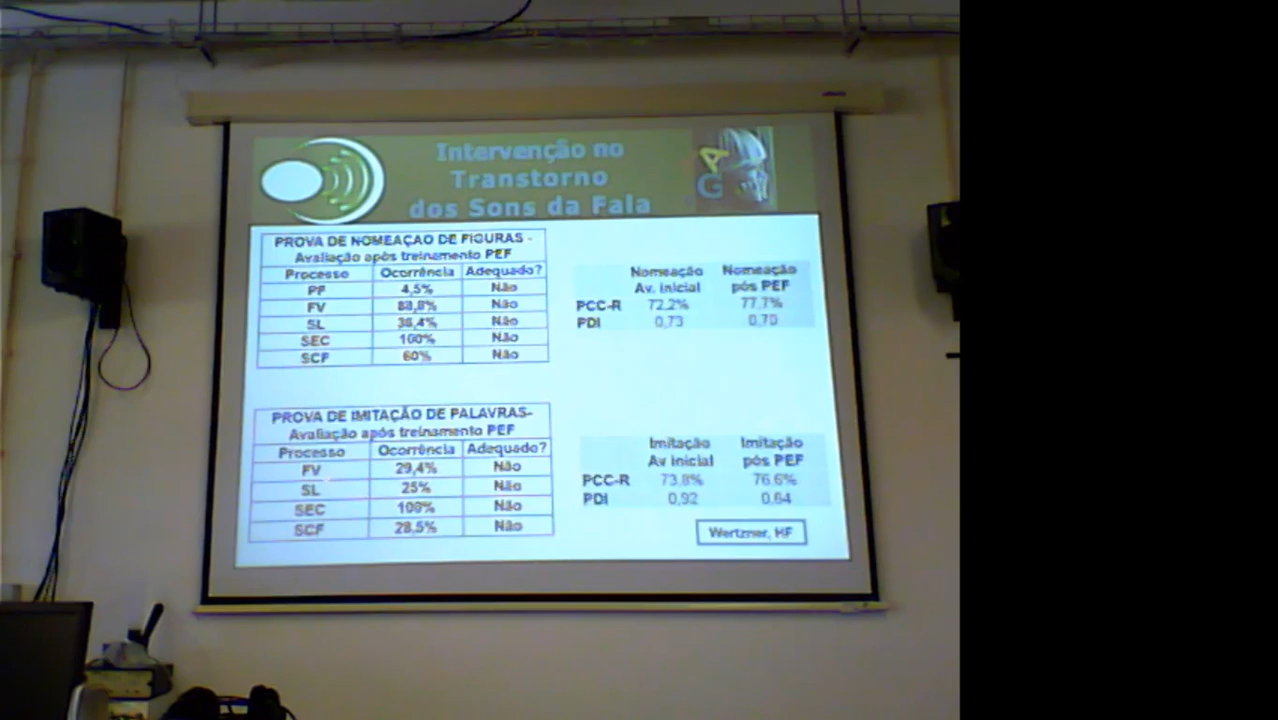 Intervenção no
Transtorno
dos Sons da Fala
A
G
PROVA DE NOMEAÇÃO DE FIGURAS -
Avaliação após treinamento PEF
Processo Ocorrência Adequado?
PF 4,5% Não
FV Não
SL 36,4% Não
SEC 100% Não
SCF 60% Não
Nomeação Nomeação
Av. Inicial pós PEF
PCC-R 72.2% 77.7%
PDI 0,73 0,70
PROVA DE IMITAÇÃO DE PALAVRAS-
Avaliação após treinamento PEF
Processo Ocorrência Adequado?
FV 29,4% Não
SL 25% Não
SEC 100% Não
SCF 28,5% Não
Imitação Imitação
Av Inicial pós PEF
PCC-R 73.8% 76.6%
PDI 0,92 0,64
Wertzner, HF